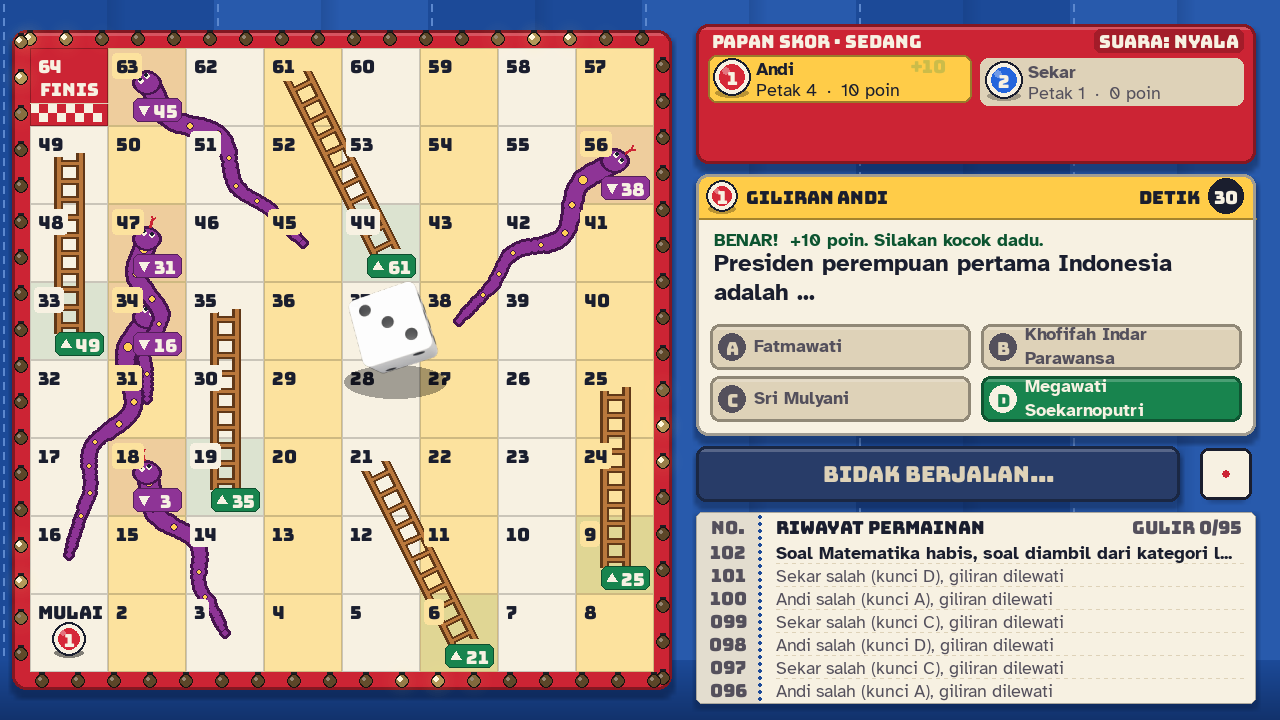 64
FINIS
63
62
61
60
59
58
57
▼45
49
50
51
52
53
54
55
56
▼38
48
47
46
45
44
43
42
41
▼31
▲61
33
34
35
36
38
39
40
▲49
▼16
32
31
30
29
28
27
26
25
17
18
19
20
21
22
23
24
▼3
▲35
16
15
14
13
12
11
10
9
▲25
MULAI
1
2
3
4
5
6
7
8
▲21
PAPAN SKOR · SEDANG
SUARA: NYALA
1
Andi
+10
Petak 4 · 10 poin
2
Sekar
Petak 1 · 0 poin
1
GILIRAN ANDI
DETIK 30
BENAR! +10 poin. Silakan kocok dadu.
Presiden perempuan pertama Indonesia
adalah ...
A Fatmawati
B Khofifah Indar
Parawansa
C Sri Mulyani
D Megawati
Soekarnoputri
BIDAK BERJALAN...
NO. RIWAYAT PERMAINAN GULIR 0/95
102 Soal Matematika habis, soal diambil dari kategori l...
101 Sekar salah (kunci D), giliran dilewati
100 Andi salah (kunci A), giliran dilewati
099 Sekar salah (kunci C), giliran dilewati
098 Andi salah (kunci D), giliran dilewati
097 Sekar salah (kunci C), giliran dilewati
096 Andi salah (kunci A), giliran dilewati